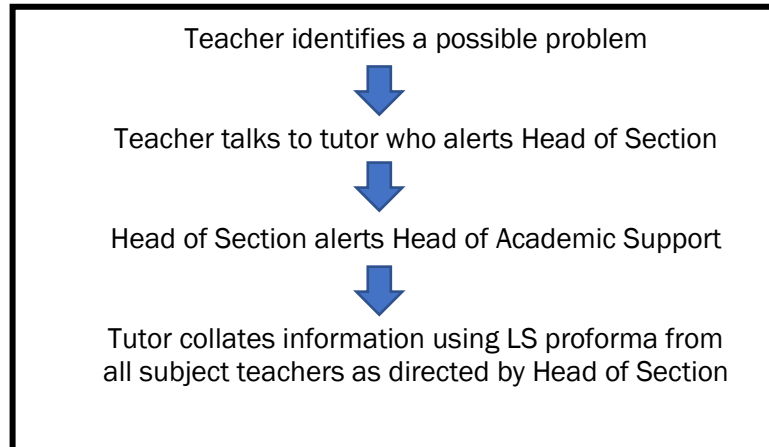 Teacher identifies a possible problem
Teacher talks to tutor who alerts Head of Section
Head of Section alerts Head of Academic Support
Tutor collates information using LS proforma from
all subject teachers as directed by Head of Section